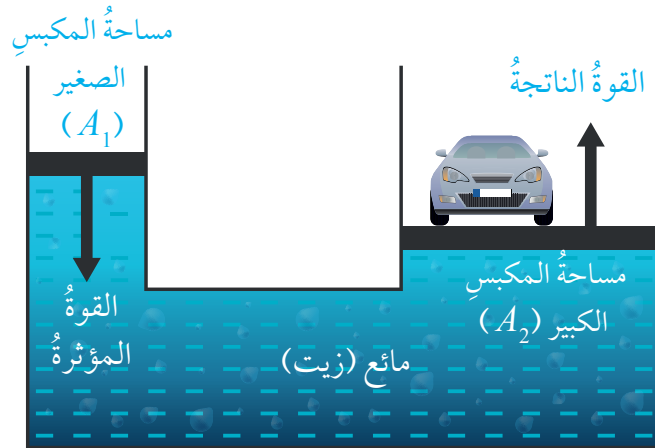 مساحةُ المكبسِ
الصغير
(A₁)
القوةُ الناتجةُ
القوةُ
المؤثرةُ
مساحةُ المكبسِ
الكبير (A₂)
مائع (زيت)